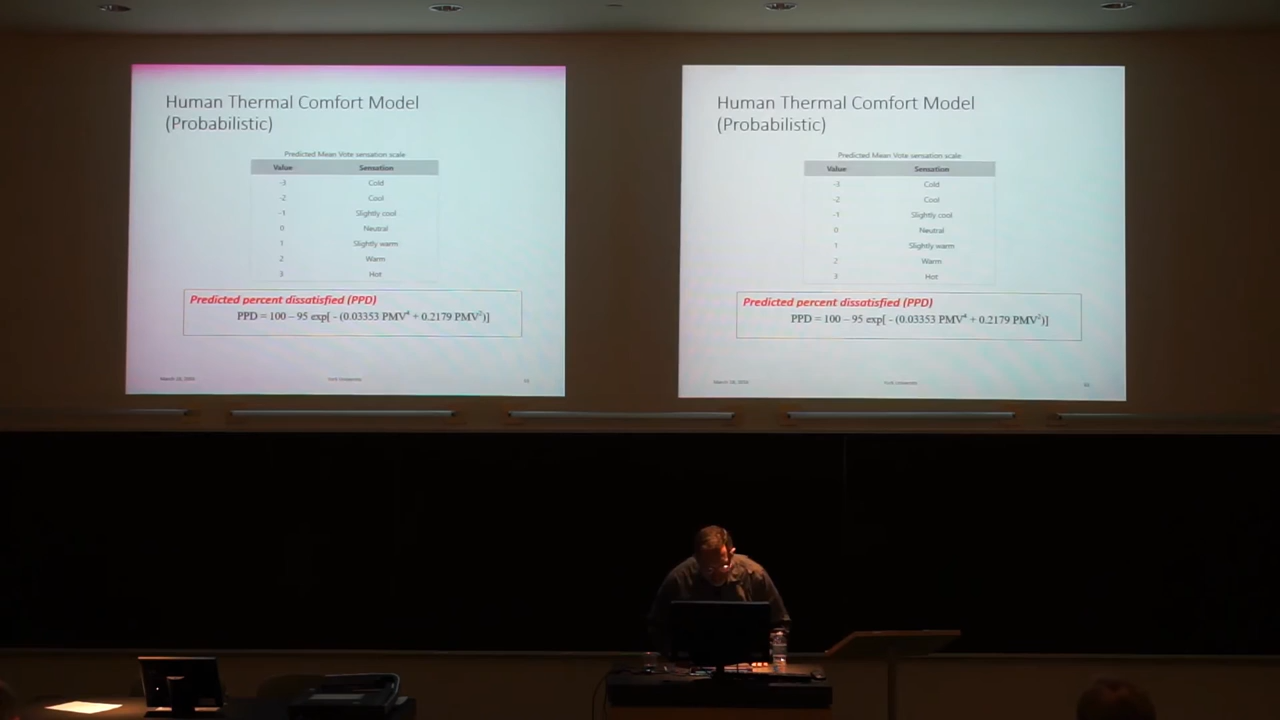 Human Thermal Comfort Model
(Probabilistic)
Predicted Mean Vote sensation scale
Value Sensation
-3 Cold
-2 Cool
-1 Slightly cool
0 Neutral
1 Slightly warm
2 Warm
3 Hot
Predicted percent dissatisfied (PPD)
PPD = 100 – 95 exp[ - (0.03353 PMV⁴ + 0.2179 PMV²)]
York University
Human Thermal Comfort Model
(Probabilistic)
Predicted Mean Vote sensation scale
Value Sensation
-3 Cold
-2 Cool
-1 Slightly cool
0 Neutral
1 Slightly warm
2 Warm
3 Hot
Predicted percent dissatisfied (PPD)
PPD = 100 – 95 exp[ - (0.03353 PMV⁴ + 0.2179 PMV²)]
York University